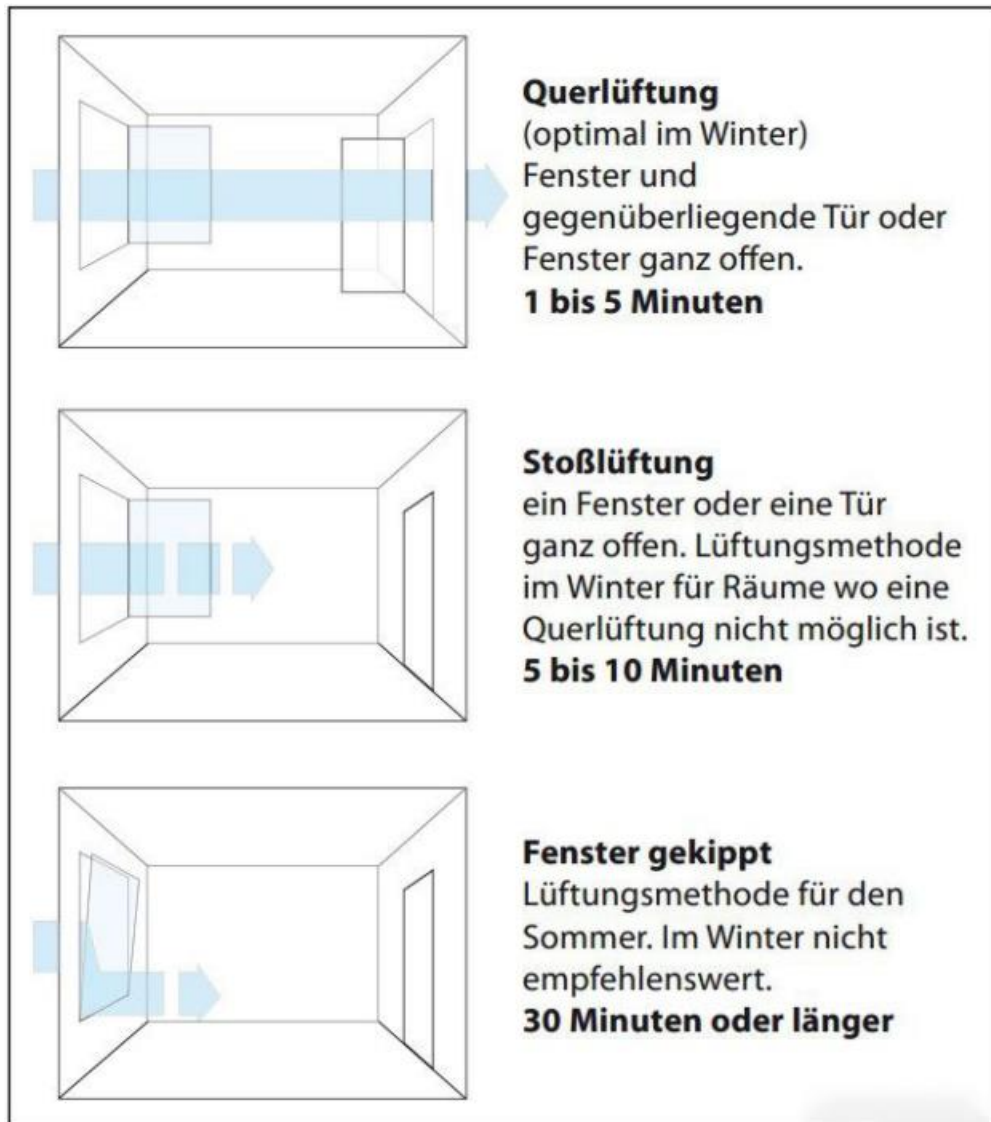 Querlüftung
(optimal im Winter)
Fenster und
gegenüberliegende Tür oder
Fenster ganz offen.
1 bis 5 Minuten
Stoßlüftung
ein Fenster oder eine Tür
ganz offen. Lüftungsmethode
im Winter für Räume wo eine
Querlüftung nicht möglich ist.
5 bis 10 Minuten
Fenster gekippt
Lüftungsmethode für den
Sommer. Im Winter nicht
empfehlenswert.
30 Minuten oder länger